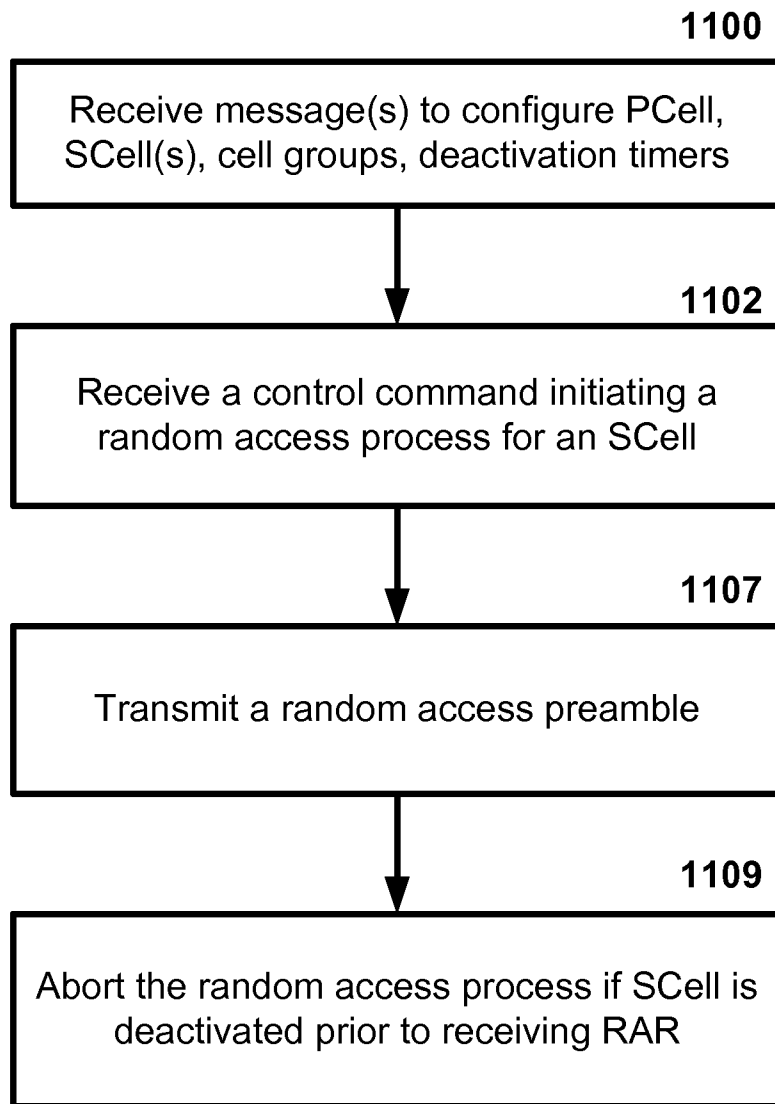 1100
Receive message(s) to configure PCell,
SCell(s), cell groups, deactivation timers
1102
Receive a control command initiating a
random access process for an SCell
1107
Transmit a random access preamble
1109
Abort the random access process if SCell is
deactivated prior to receiving RAR